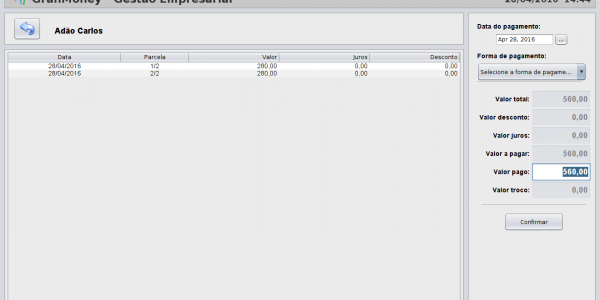 GranMoney - Gestão Empresarial
28/04/2016 - 14:44
Adão Carlos
Data Parcela Valor Juros Desconto
28/04/2016 1/2 280,00 0,00 0,00
28/04/2016 2/2 280,00 0,00 0,00
Data do pagamento:
Apr 28, 2016 ...
Forma de pagamento:
Selecione a forma de pagame...
Valor total: 560,00
Valor desconto: 0,00
Valor juros: 0,00
Valor a pagar: 560,00
Valor pago: 560,00
Valor troco: 0,00
Confirmar